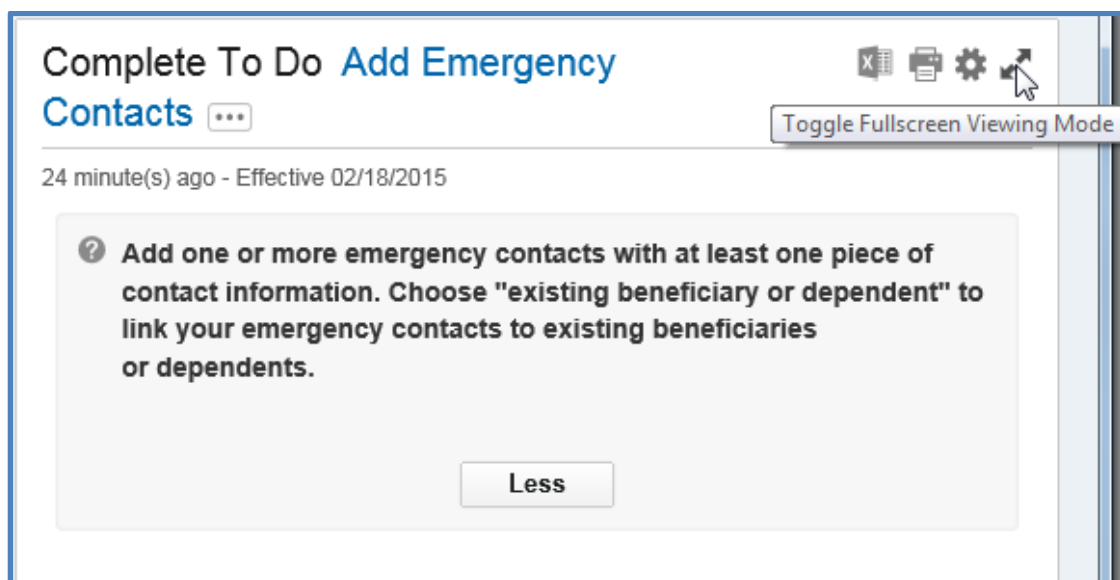 Complete To Do Add Emergency
Contacts ...
Toggle Fullscreen Viewing Mode
24 minute(s) ago - Effective 02/18/2015
? Add one or more emergency contacts with at least one piece of
contact information. Choose "existing beneficiary or dependent" to
link your emergency contacts to existing beneficiaries
or dependents.
Less